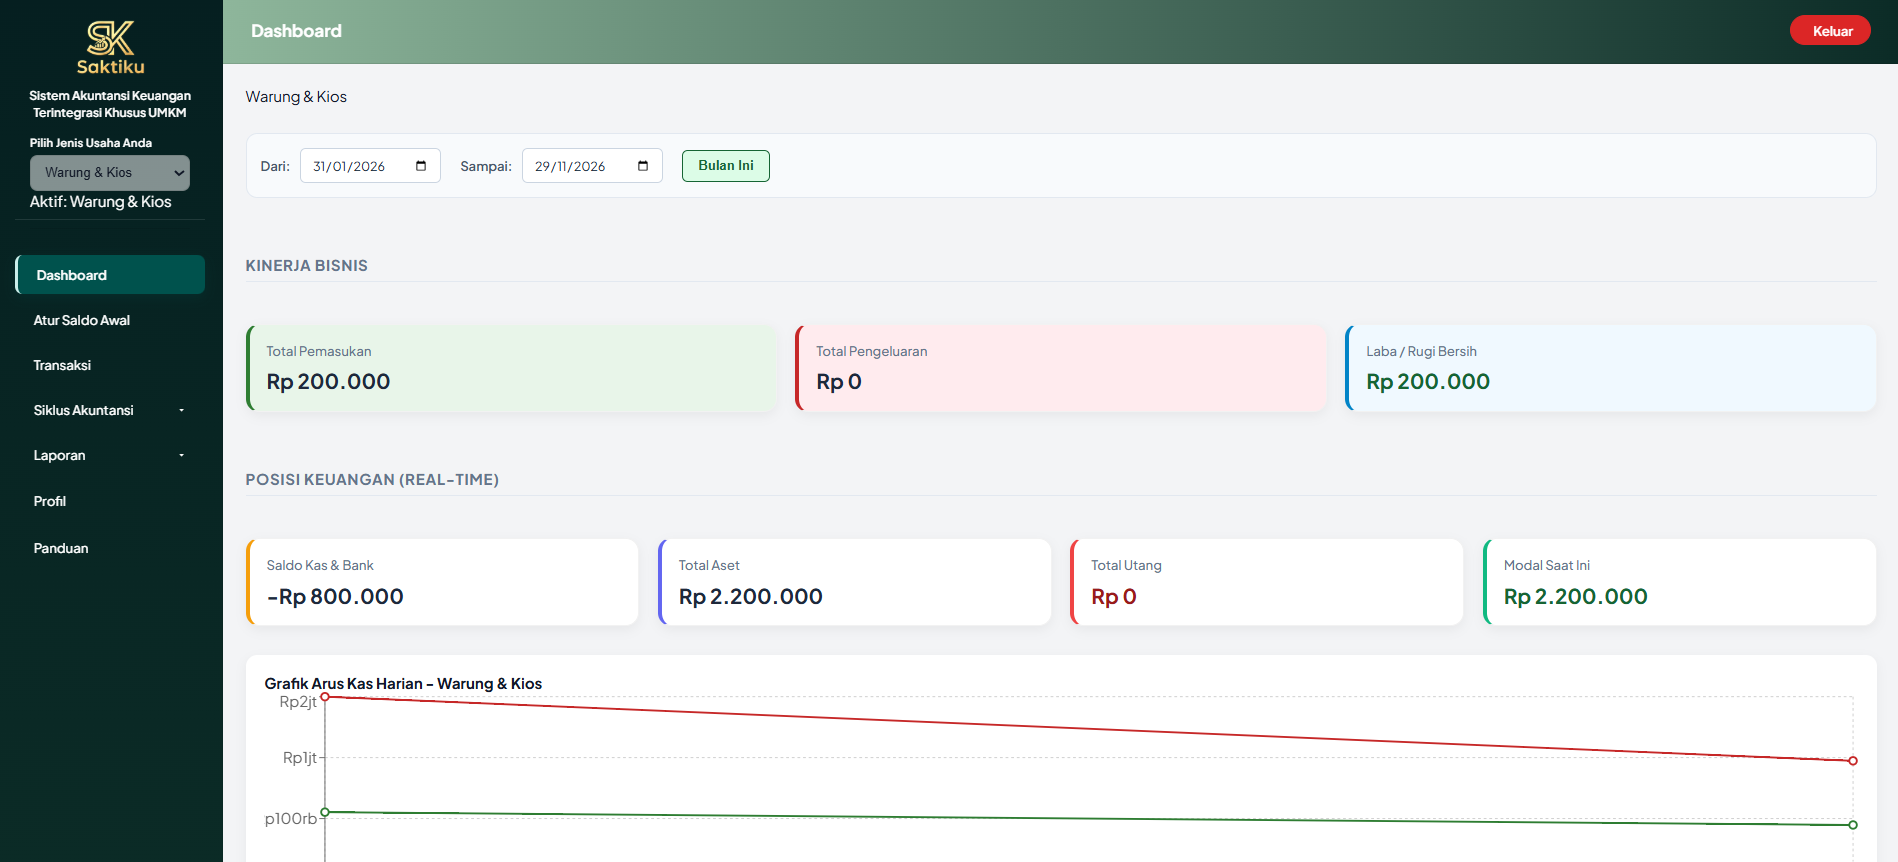 SK
Saktiku
Sistem Akuntansi Keuangan
Terintegrasi Khusus UMKM
Pilih Jenis Usaha Anda
Warung & Kios
Aktif: Warung & Kios
Dashboard
Atur Saldo Awal
Transaksi
Siklus Akuntansi
Laporan
Profil
Panduan
Dashboard
Keluar
Warung & Kios
Dari: 31/01/2026 Sampai: 29/11/2026 Bulan Ini
KINERJA BISNIS
Total Pemasukan
Rp 200.000
Total Pengeluaran
Rp 0
Laba / Rugi Bersih
Rp 200.000
POSISI KEUANGAN (REAL-TIME)
Saldo Kas & Bank
-Rp 800.000
Total Aset
Rp 2.200.000
Total Utang
Rp 0
Modal Saat Ini
Rp 2.200.000
Grafik Arus Kas Harian - Warung & Kios
Rp2jt
Rp1jt
p100rb